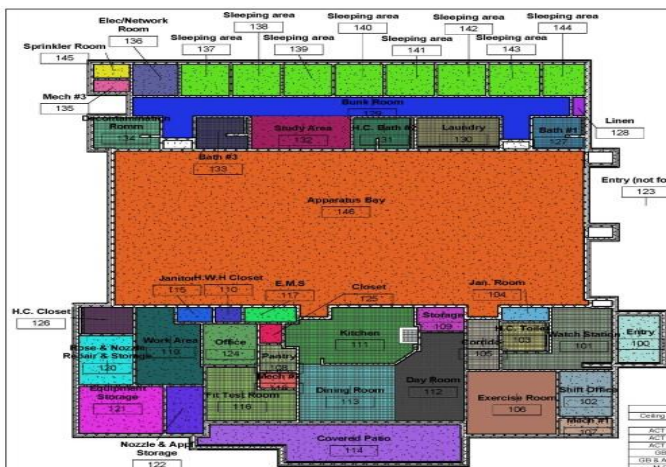 Elec/Network
Room
136
Sleeping area
137
Sleeping area
138
Sleeping area
139
Sleeping area
140
Sleeping area
141
Sleeping area
142
Sleeping area
143
Sleeping area
144
Sprinkler Room
145
Mech #3
135
Bunk Room
129
Linen
128
Decontamination
Study Area
132
H.C. Bath #2
131
Laundry
130
Bath #1
127
Bath #3
133
Entry (not fo
123
Apparatus Bay
146
Janitor
115
H.W.H Closet
110
E.M.S
117
Closet
125
Jan. Room
104
H.C. Closet
126
Work Area
119
Office
124
Kitchen
111
Storage
109
H.C. Toilet
103
Watch Station
101
Entry
100
Hose & Nozzle
Repair & Storage
120
Pantry
108
105
Day Room
112
Equipment
Storage
121
Fit Test Room
116
Dining Room
113
Exercise Room
106
Shift Office
102
Mech #1
107
Covered Patio
114
Nozzle & Appl
Storage
122
Ceiling
ACT
ACT
ACT